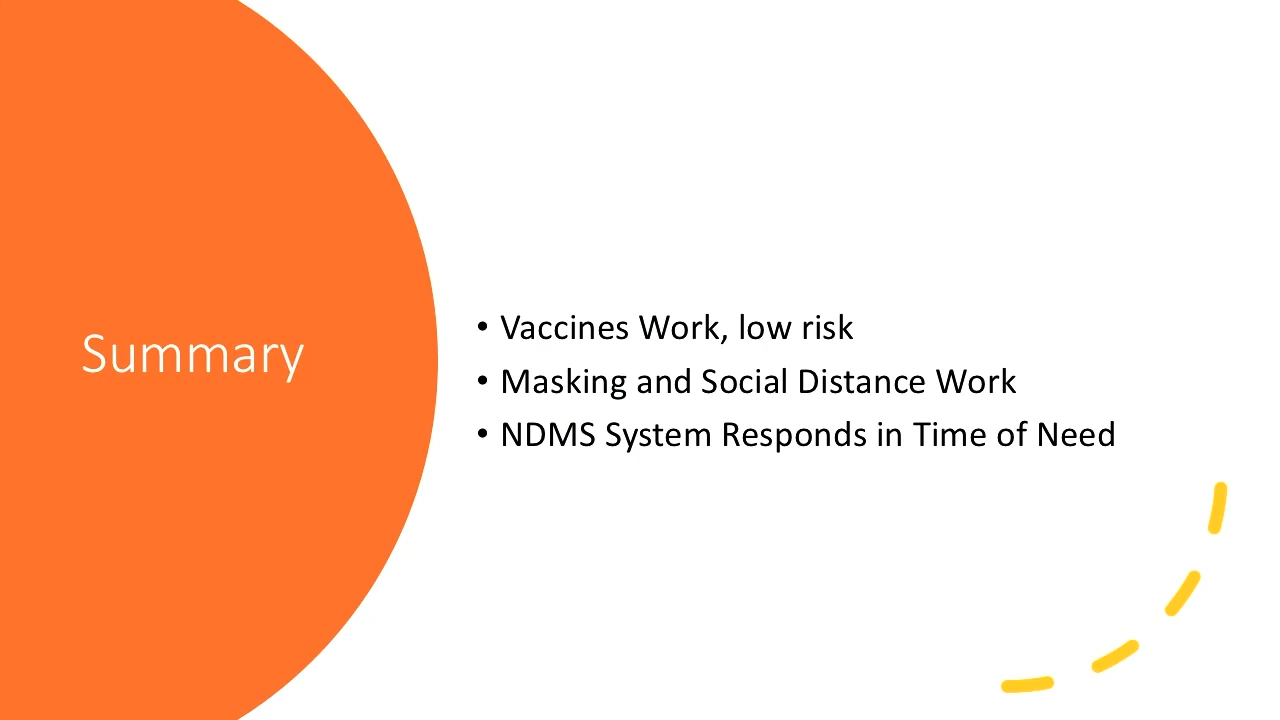 Summary
• Vaccines Work, low risk
• Masking and Social Distance Work
• NDMS System Responds in Time of Need